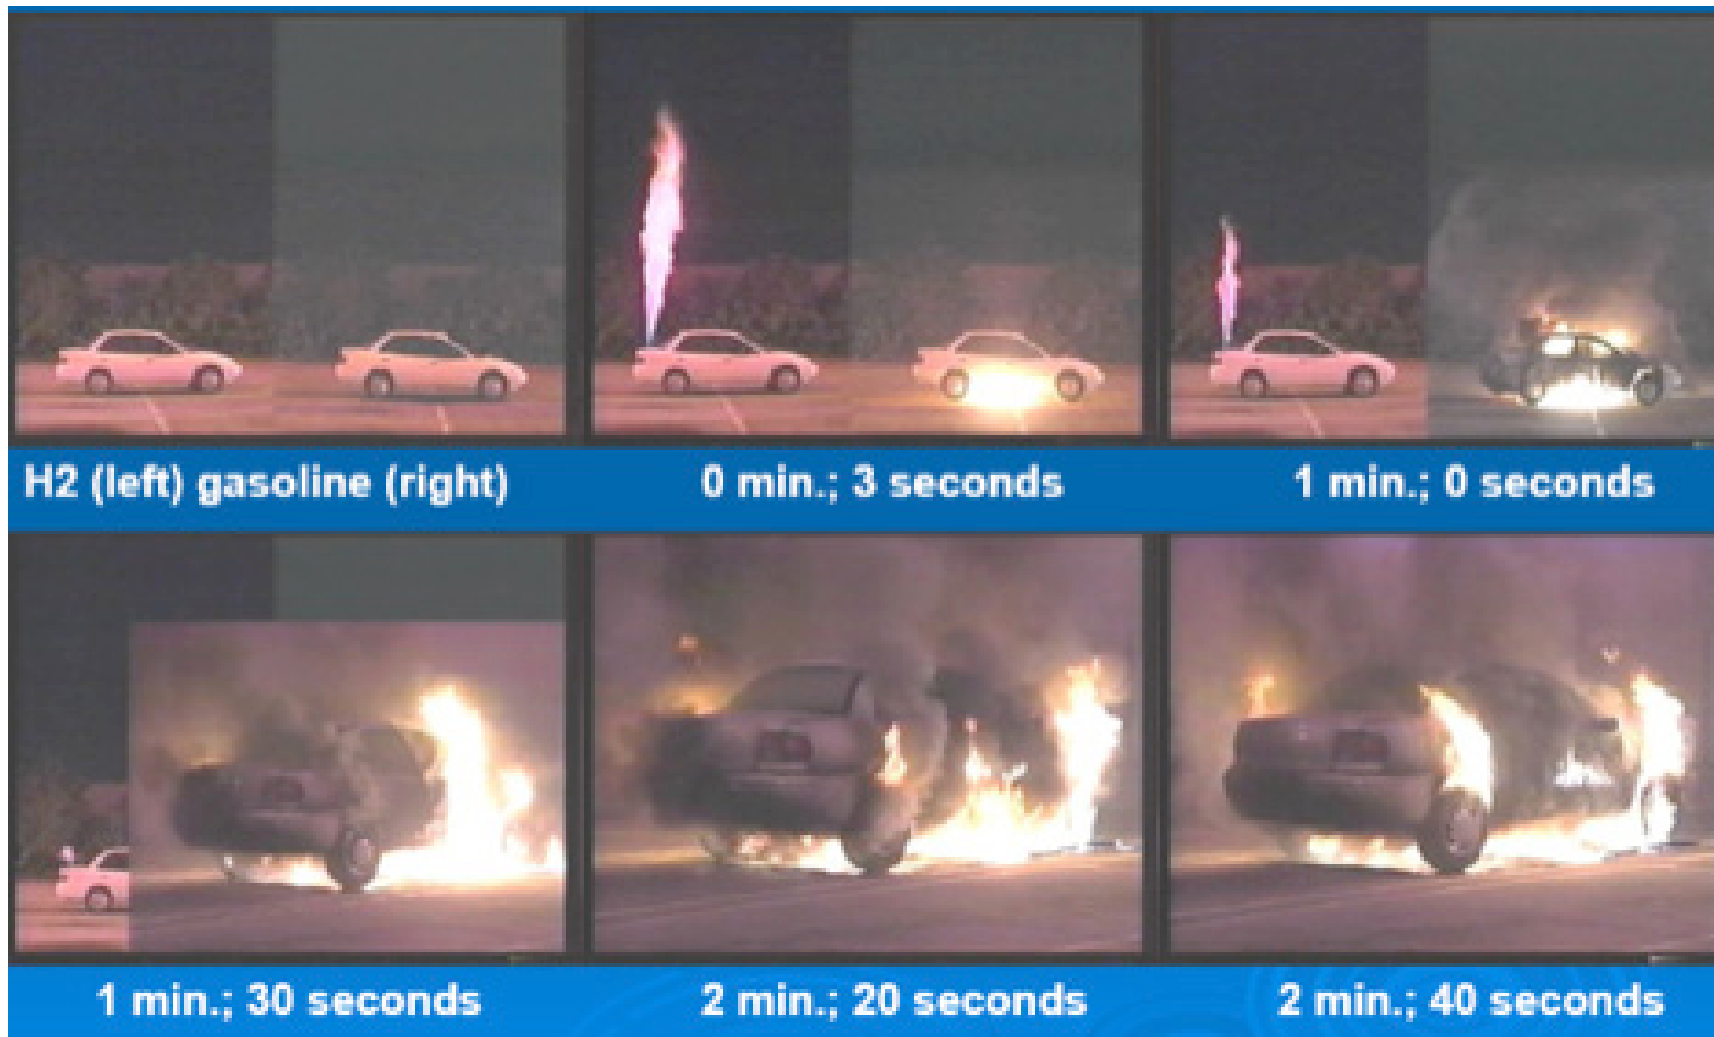 H2 (left) gasoline (right)
0 min.; 3 seconds
1 min.; 0 seconds
1 min.; 30 seconds
2 min.; 20 seconds
2 min.; 40 seconds